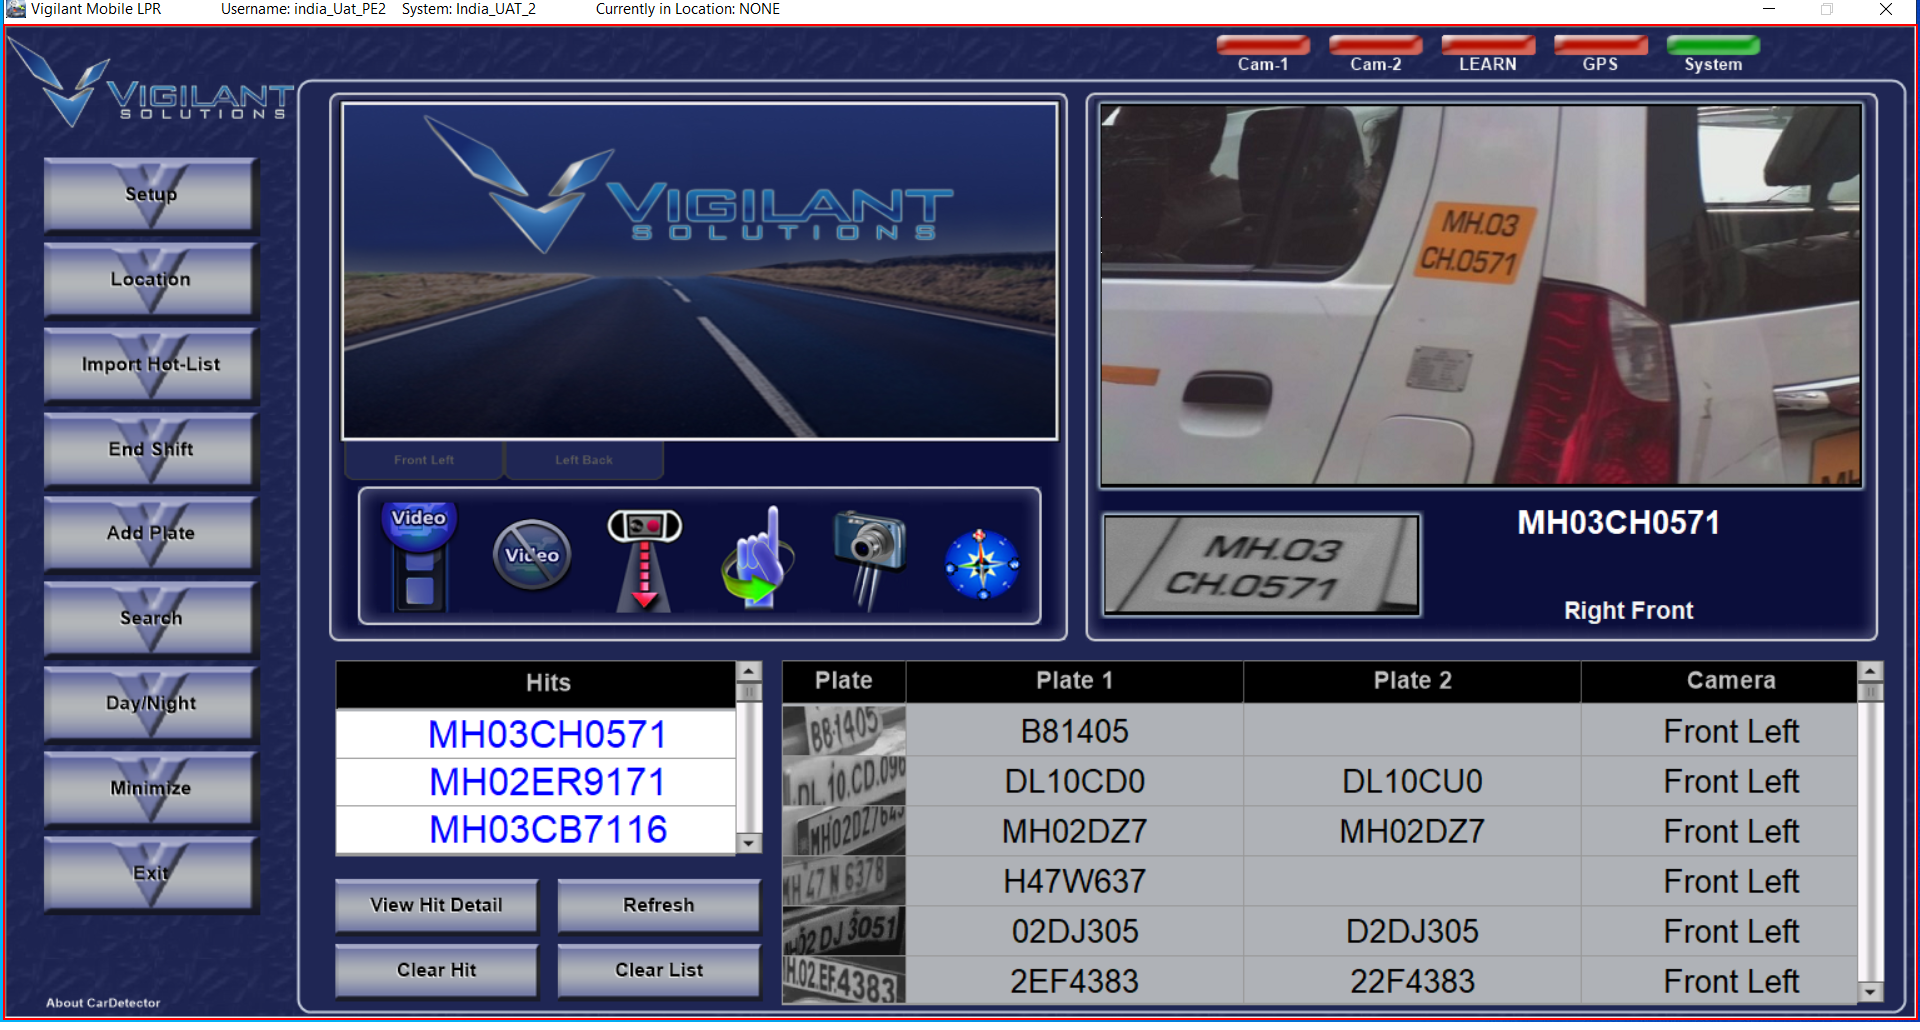 Vigilant Mobile LPR Username: india_Uat_PE2 System: India_UAT_2 Currently in Location: NONE
Cam-1 Cam-2 LEARN GPS System
VIGILANT
SOLUTIONS
Setup
Location
Import Hot-List
End Shift
Add Plate
Search
Day/Night
Minimize
Exit
About CarDetector
VIGILANT
SOLUTIONS
Front Left Left Back
Video
Video
MH.03
CH.0571
MH.03
CH.0571
MH03CH0571
Right Front
Hits
MH03CH0571
MH02ER9171
MH03CB7116
View Hit Detail Refresh
Clear Hit Clear List
Plate Plate 1 Plate 2 Camera
B81405 Front Left
DL.10.CD.096 DL10CD0 DL10CU0 Front Left
MH02DZ7643 MH02DZ7 MH02DZ7 Front Left
MH 47 N 6378 H47W637 Front Left
02 DJ 3051 02DJ305 D2DJ305 Front Left
H.02.EF.4383 2EF4383 22F4383 Front Left